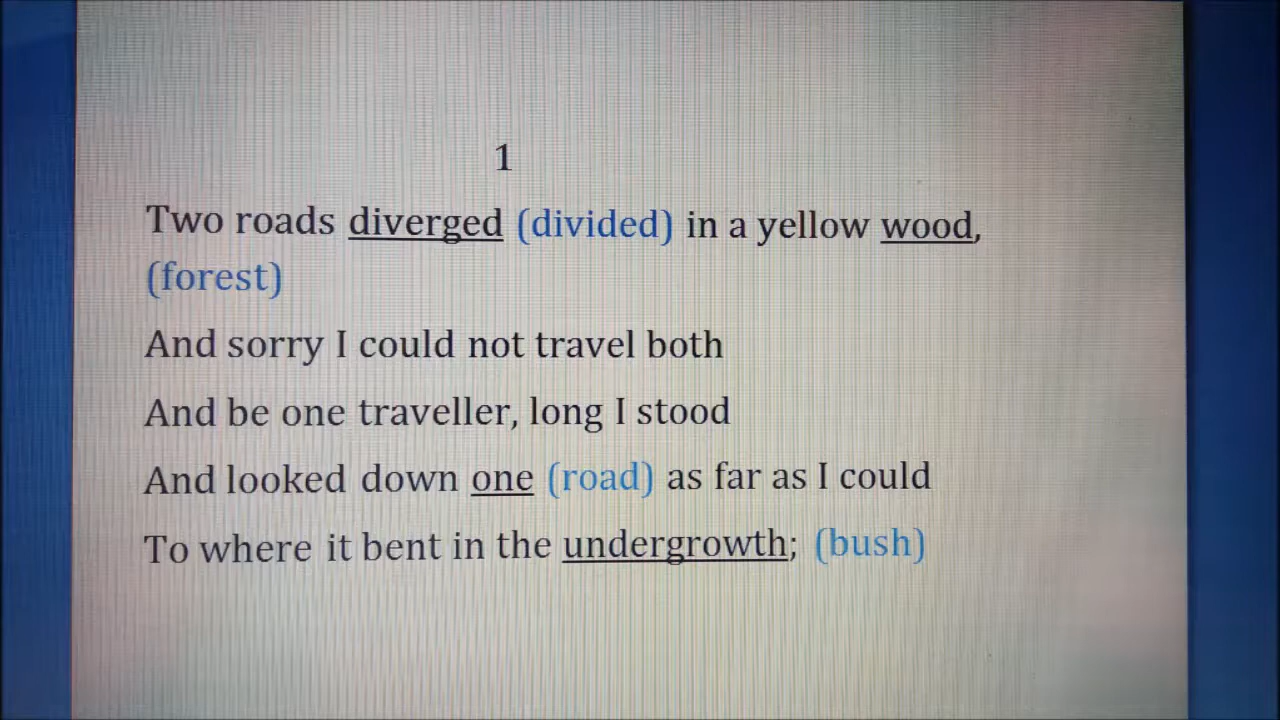 1
Two roads diverged (divided) in a yellow wood,
(forest)
And sorry I could not travel both
And be one traveller, long I stood
And looked down one (road) as far as I could
To where it bent in the undergrowth; (bush)